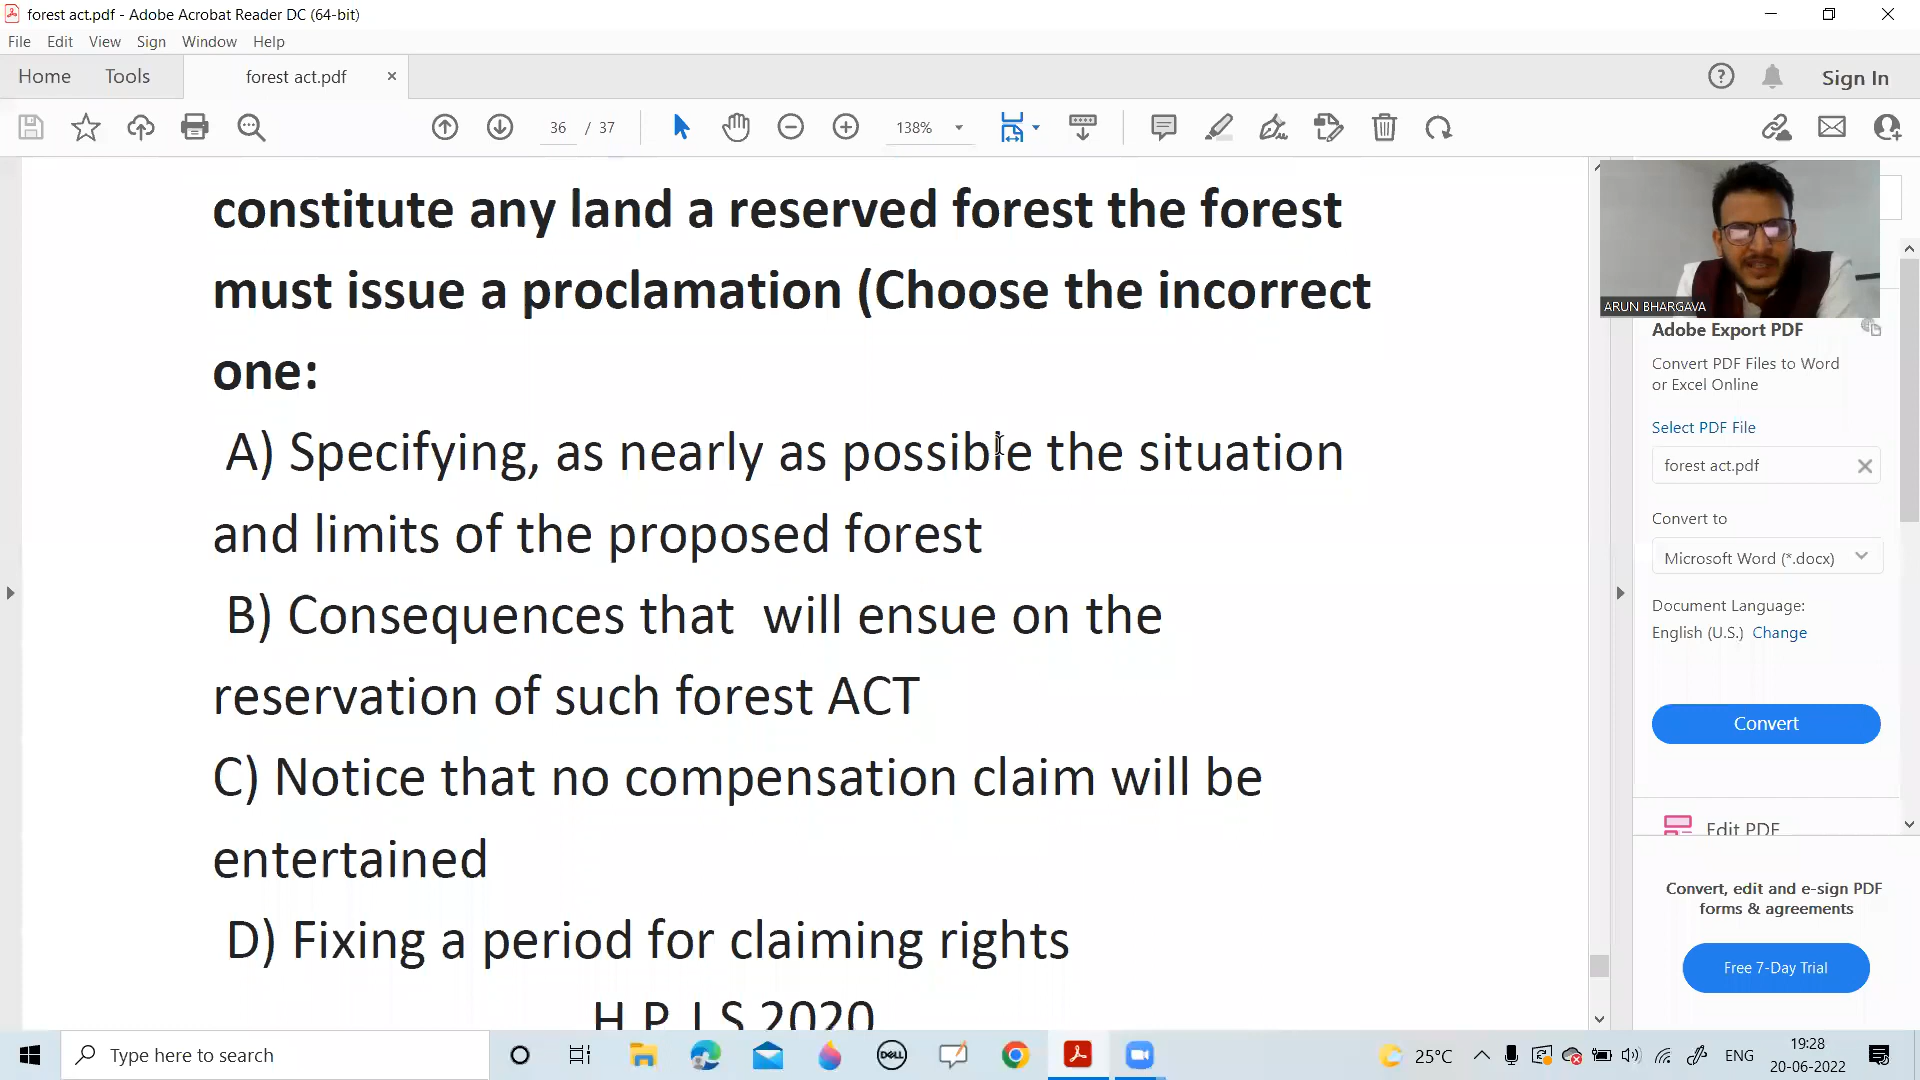 forest act.pdf - Adobe Acrobat Reader DC (64-bit)
File Edit View Sign Window Help
Home Tools forest act.pdf × Sign In
36 / 37 138%
constitute any land a reserved forest the forest
must issue a proclamation (Choose the incorrect
one:
A) Specifying, as nearly as possible the situation
and limits of the proposed forest
B) Consequences that will ensue on the
reservation of such forest ACT
C) Notice that no compensation claim will be
entertained
D) Fixing a period for claiming rights
H.P.J.S 2020
ARUN BHARGAVA
Adobe Export PDF
Convert PDF Files to Word
or Excel Online
Select PDF File
forest act.pdf
Convert to
Microsoft Word (*.docx)
Document Language:
English (U.S.) Change
Convert
Edit PDF
Convert, edit and e-sign PDF
forms & agreements
Free 7-Day Trial
Type here to search
DELL
25°C
ENG
19:28
20-06-2022